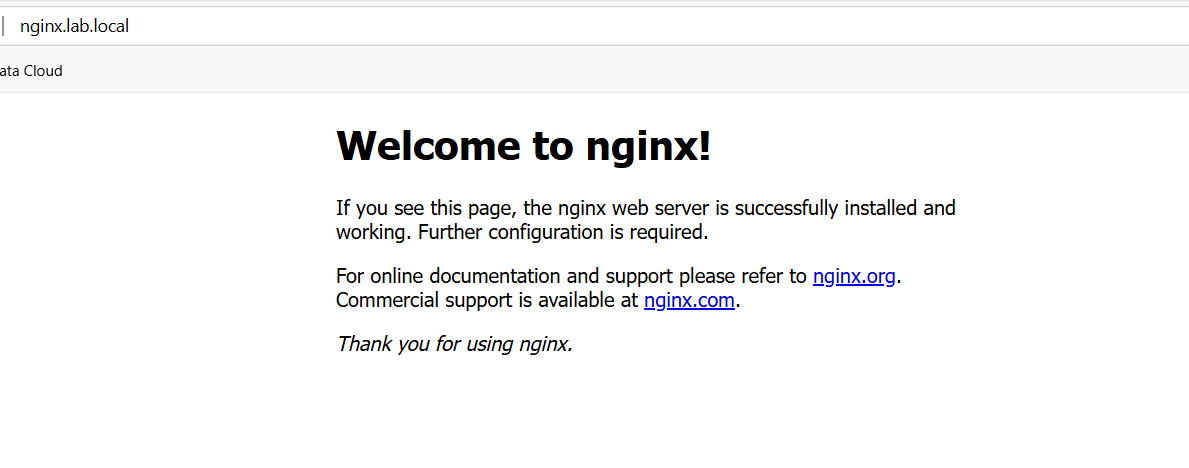 nginx.lab.local
ata Cloud
Welcome to nginx!
If you see this page, the nginx web server is successfully installed and
working. Further configuration is required.
For online documentation and support please refer to nginx.org.
Commercial support is available at nginx.com.
Thank you for using nginx.